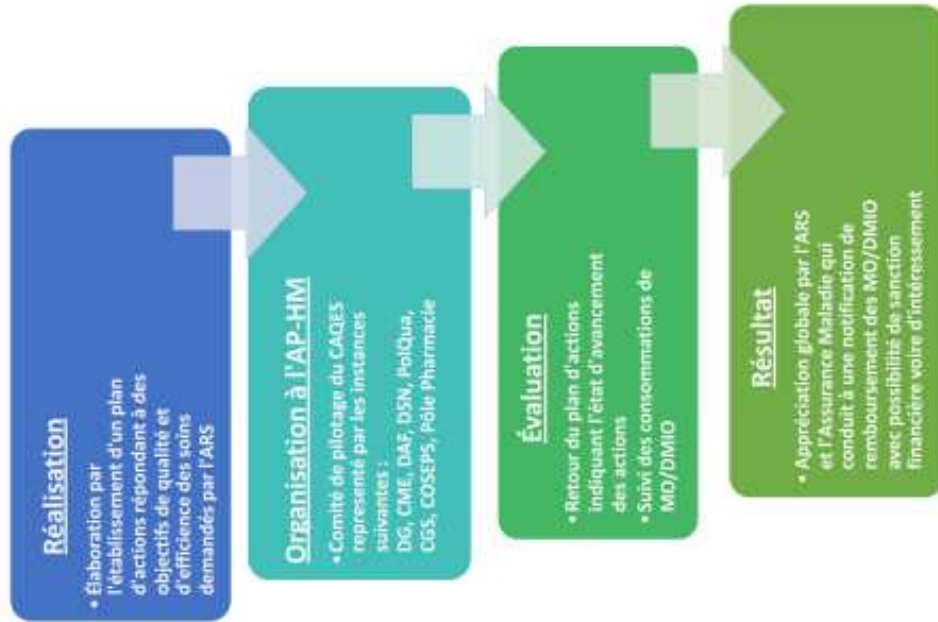 Réalisation
• Élaboration par
l'établissement d'un plan
d'actions répondant à des
objectifs de qualité et
d'efficience des soins
demandés par l'ARS
Organisation à l'AP-HM
• Comité de pilotage du CAQES
représenté par les instances
suivantes :
DG, CME, DAF, DSN, PolQua,
CGS, COSEPS, Pôle Pharmacie
Évaluation
• Retour du plan d'actions
indiquant l'état d'avancement
des actions
• Suivi des consommations de
MO/DMIO
Résultat
• Appréciation globale par l'ARS
et l'Assurance Maladie qui
conduit à une notification de
remboursement des MO/DMIO
avec possibilité de sanction
financière voire d'intéressement